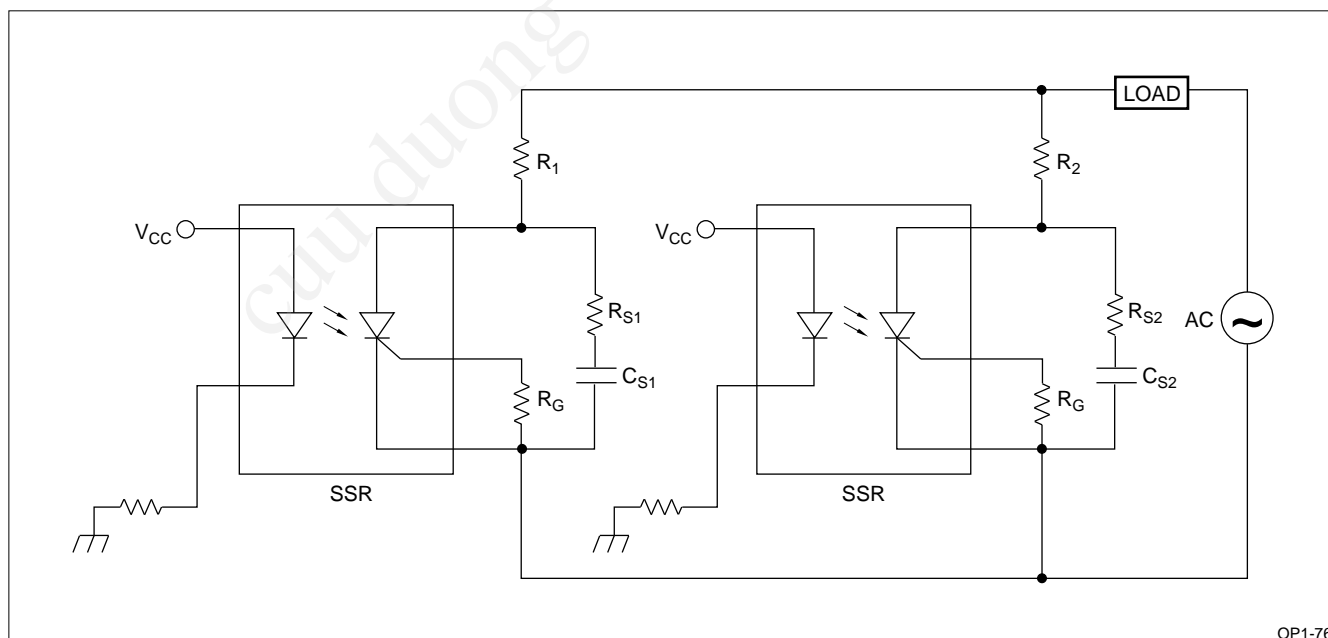 cuu duong
LOAD
R1
R2
VCC
VCC
RS1
RS2
AC
~
CS1
CS2
RG
RG
SSR
SSR
OP1-76